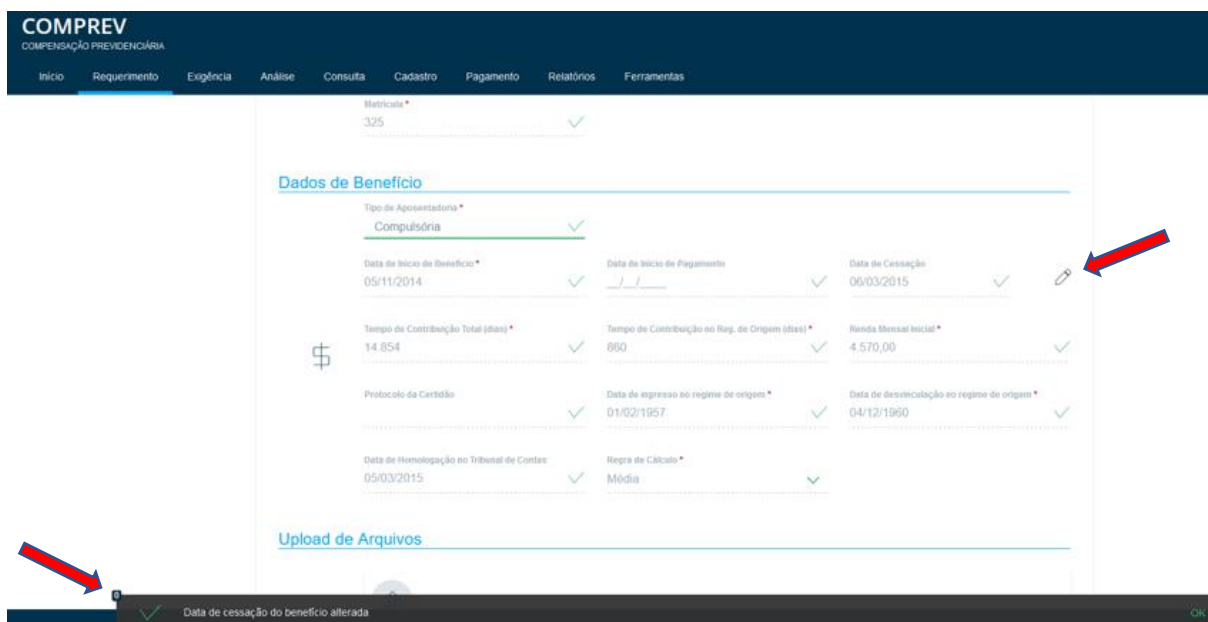 COMPREV
COMPENSAÇÃO PREVIDENCIÁRIA
Início Requerimento Exigência Análise Consulta Cadastro Pagamento Relatórios Ferramentas
Matrícula *
325
Dados de Benefício
Tipo de Aposentadoria *
Compulsória
Data de Início de Benefício * Data de Início de Pagamento Data de Cessação
05/11/2014 __/__/____ 06/03/2015
Tempo de Contribuição Total (dias) * Tempo de Contribuição no Reg. de Origem (dias) * Renda Mensal Inicial *
14.854 860 4.570,00
Protocolo da Certidão Data de ingresso no regime de origem * Data de desvinculação no regime de origem *
01/02/1957 04/12/1960
Data de Homologação no Tribunal de Contas Regra de Cálculo *
05/03/2015 Média
Upload de Arquivos
Data de cessação do benefício alterada OK